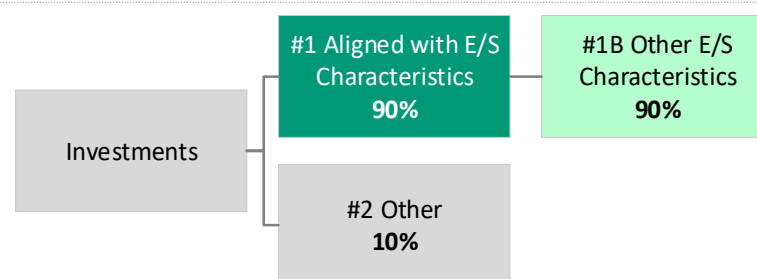 Investments
#1 Aligned with E/S
Characteristics
90%
#1B Other E/S
Characteristics
90%
#2 Other
10%